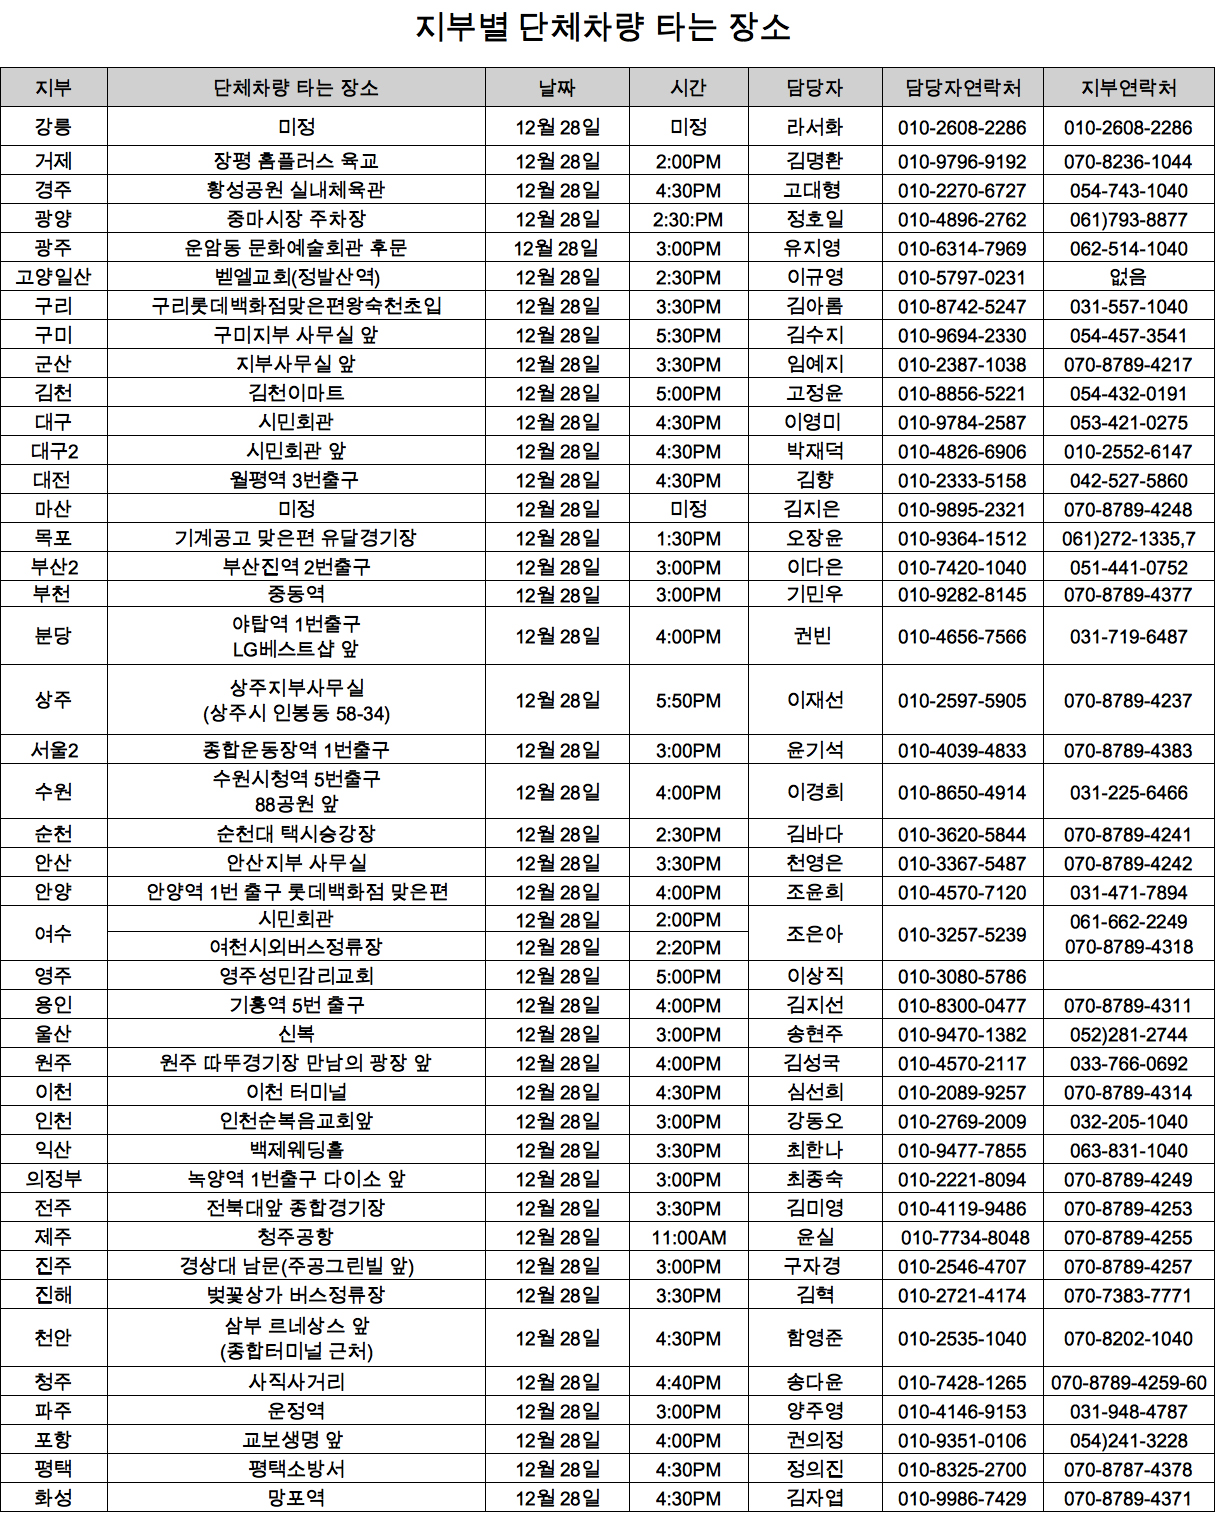 지부별 단체차량 타는 장소
지부 단체차량 타는 장소 날짜 시간 담당자 담당자연락처 지부연락처
강릉 미정 12월 28일 미정 라서화 010-2608-2286 010-2608-2286
거제 장평 홈플러스 육교 12월 28일 2:00PM 김명환 010-9796-9192 070-8236-1044
경주 황성공원 실내체육관 12월 28일 4:30PM 고대형 010-2270-6727 054-743-1040
광양 중마시장 주차장 12월 28일 2:30:PM 정호일 010-4896-2762 061)793-8877
광주 운암동 문화예술회관 후문 12월 28일 3:00PM 유지영 010-6314-7969 062-514-1040
고양일산 벧엘교회(정발산역) 12월 28일 2:30PM 이규영 010-5797-0231 없음
구리 구리롯데백화점맞은편왕숙천초입 12월 28일 3:30PM 김아롬 010-8742-5247 031-557-1040
구미 구미지부 사무실 앞 12월 28일 5:30PM 김수지 010-9694-2330 054-457-3541
군산 지부사무실 앞 12월 28일 3:30PM 임예지 010-2387-1038 070-8789-4217
김천 김천이마트 12월 28일 5:00PM 고정윤 010-8856-5221 054-432-0191
대구 시민회관 12월 28일 4:30PM 이영미 010-9784-2587 053-421-0275
대구2 시민회관 앞 12월 28일 4:30PM 박재덕 010-4826-6906 010-2552-6147
대전 월평역 3번출구 12월 28일 4:30PM 김향 010-2333-5158 042-527-5860
마산 미정 12월 28일 미정 김지은 010-9895-2321 070-8789-4248
목포 기계공고 맞은편 유달경기장 12월 28일 1:30PM 오장윤 010-9364-1512 061)272-1335,7
부산2 부산진역 2번출구 12월 28일 3:00PM 이다은 010-7420-1040 051-441-0752
부천 중동역 12월 28일 3:00PM 기민우 010-9282-8145 070-8789-4377
분당 야탑역 1번출구
LG베스트샵 앞 12월 28일 4:00PM 권빈 010-4656-7566 031-719-6487
상주 상주지부사무실
(상주시 인봉동 58-34) 12월 28일 5:50PM 이재선 010-2597-5905 070-8789-4237
서울2 종합운동장역 1번출구 12월 28일 3:00PM 윤기석 010-4039-4833 070-8789-4383
수원 수원시청역 5번출구
88공원 앞 12월 28일 4:00PM 이경희 010-8650-4914 031-225-6466
순천 순천대 택시승강장 12월 28일 2:30PM 김바다 010-3620-5844 070-8789-4241
안산 안산지부 사무실 12월 28일 3:30PM 천영은 010-3367-5487 070-8789-4242
안양 안양역 1번 출구 롯데백화점 맞은편 12월 28일 4:00PM 조윤희 010-4570-7120 031-471-7894
여수 시민회관 12월 28일 2:00PM 조은아 010-3257-5239 061-662-2249
여천시외버스정류장 12월 28일 2:20PM 070-8789-4318
영주 영주성민감리교회 12월 28일 5:00PM 이상직 010-3080-5786
용인 기흥역 5번 출구 12월 28일 4:00PM 김지선 010-8300-0477 070-8789-4311
울산 신복 12월 28일 3:00PM 송현주 010-9470-1382 052)281-2744
원주 원주 따뚜경기장 만남의 광장 앞 12월 28일 4:00PM 김성국 010-4570-2117 033-766-0692
이천 이천 터미널 12월 28일 4:30PM 심선희 010-2089-9257 070-8789-4314
인천 인천순복음교회앞 12월 28일 3:00PM 강동오 010-2769-2009 032-205-1040
익산 백제웨딩홀 12월 28일 3:30PM 최한나 010-9477-7855 063-831-1040
의정부 녹양역 1번출구 다이소 앞 12월 28일 3:00PM 최종숙 010-2221-8094 070-8789-4249
전주 전북대앞 종합경기장 12월 28일 3:30PM 김미영 010-4119-9486 070-8789-4253
제주 청주공항 12월 28일 11:00AM 윤실 010-7734-8048 070-8789-4255
진주 경상대 남문(주공그린빌 앞) 12월 28일 3:00PM 구자경 010-2546-4707 070-8789-4257
진해 벚꽃상가 버스정류장 12월 28일 3:30PM 김혁 010-2721-4174 070-7383-7771
천안 삼부 르네상스 앞
(종합터미널 근처) 12월 28일 4:30PM 함영준 010-2535-1040 070-8202-1040
청주 사직사거리 12월 28일 4:40PM 송다윤 010-7428-1265 070-8789-4259-60
파주 운정역 12월 28일 3:00PM 양주영 010-4146-9153 031-948-4787
포항 교보생명 앞 12월 28일 4:00PM 권의정 010-9351-0106 054)241-3228
평택 평택소방서 12월 28일 4:30PM 정의진 010-8325-2700 070-8787-4378
화성 망포역 12월 28일 4:30PM 김자엽 010-9986-7429 070-8789-4371